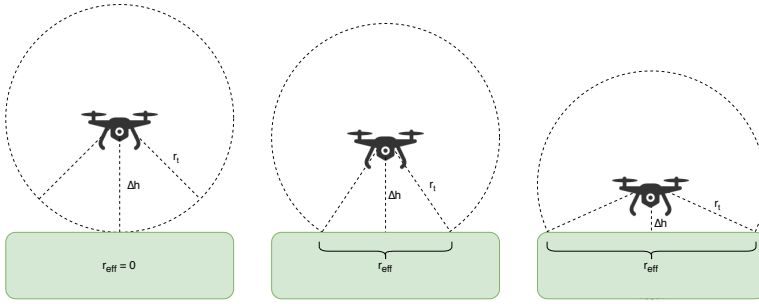 r_t
Δh
r_eff = 0
r_t
Δh
r_eff
r_t
Δh
r_eff